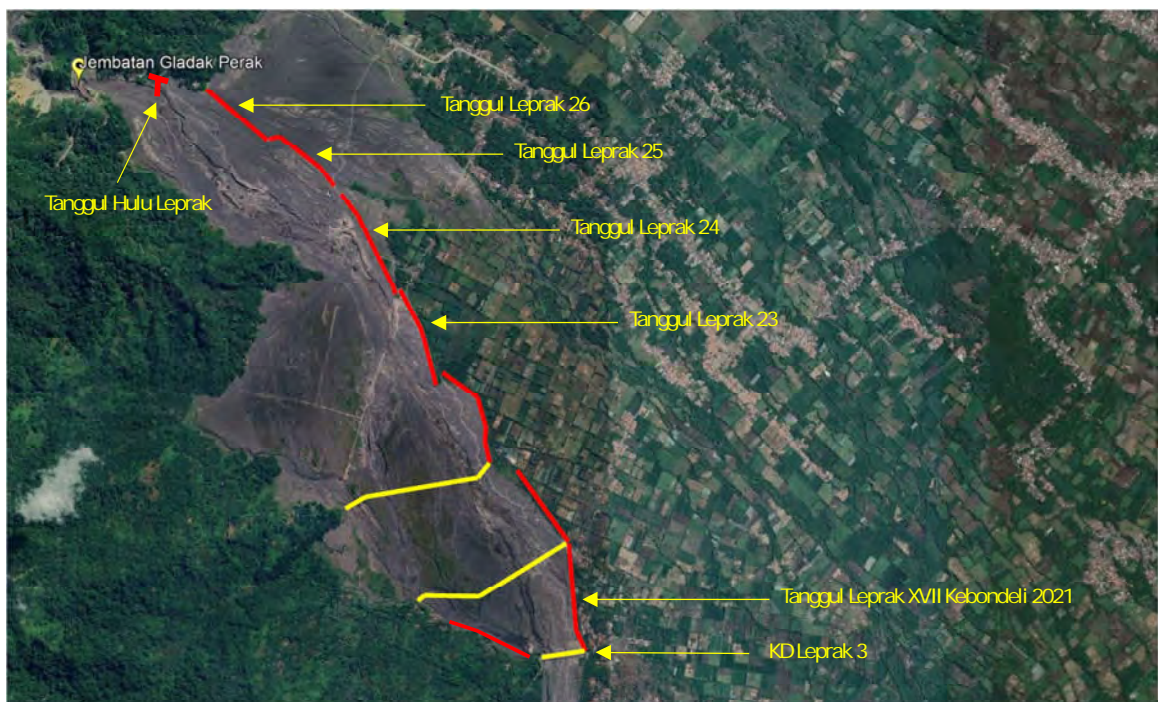 Jembatan Gladak Perak
Tanggul Leprak 26
Tanggul Leprak 25
Tanggul Hulu Leprak
Tanggul Leprak 24
Tanggul Leprak 23
Tanggul Leprak XVII Kebondeli 2021
KD Leprak 3